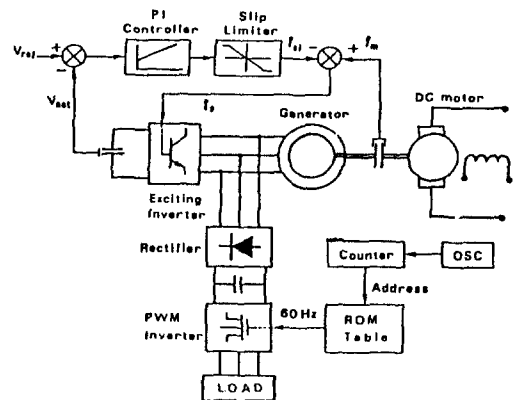 PI
Controller
Slip
Limiter
Vref
+
−
fsl
−
+
fm
Vact
fs
Generator
DC motor
Exciting
Inverter
Rectifier
Counter
OSC
Address
PWM
Inverter
60Hz
ROM
Table
LOAD